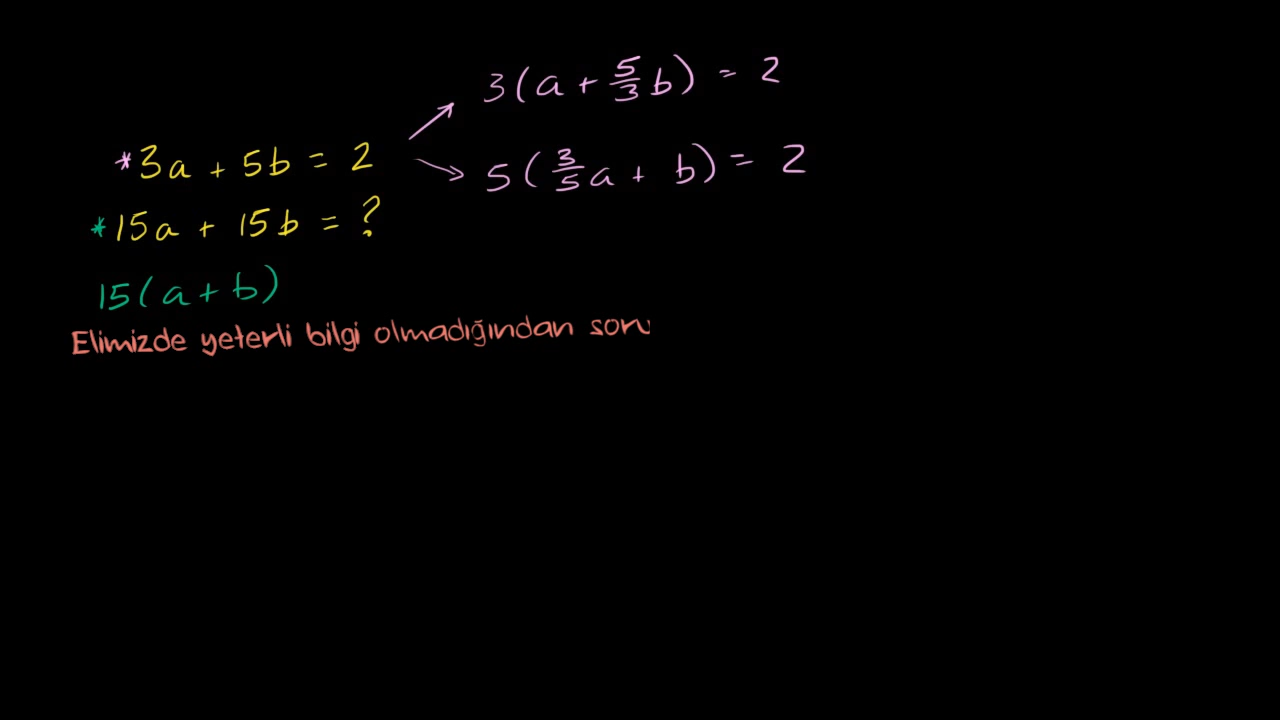 3(a + 5/3 b) = 2
*3a + 5b = 2
5(3/5 a + b) = 2
*15a + 15b = ?
15(a + b)
Elimizde yeterli bilgi olmadığından